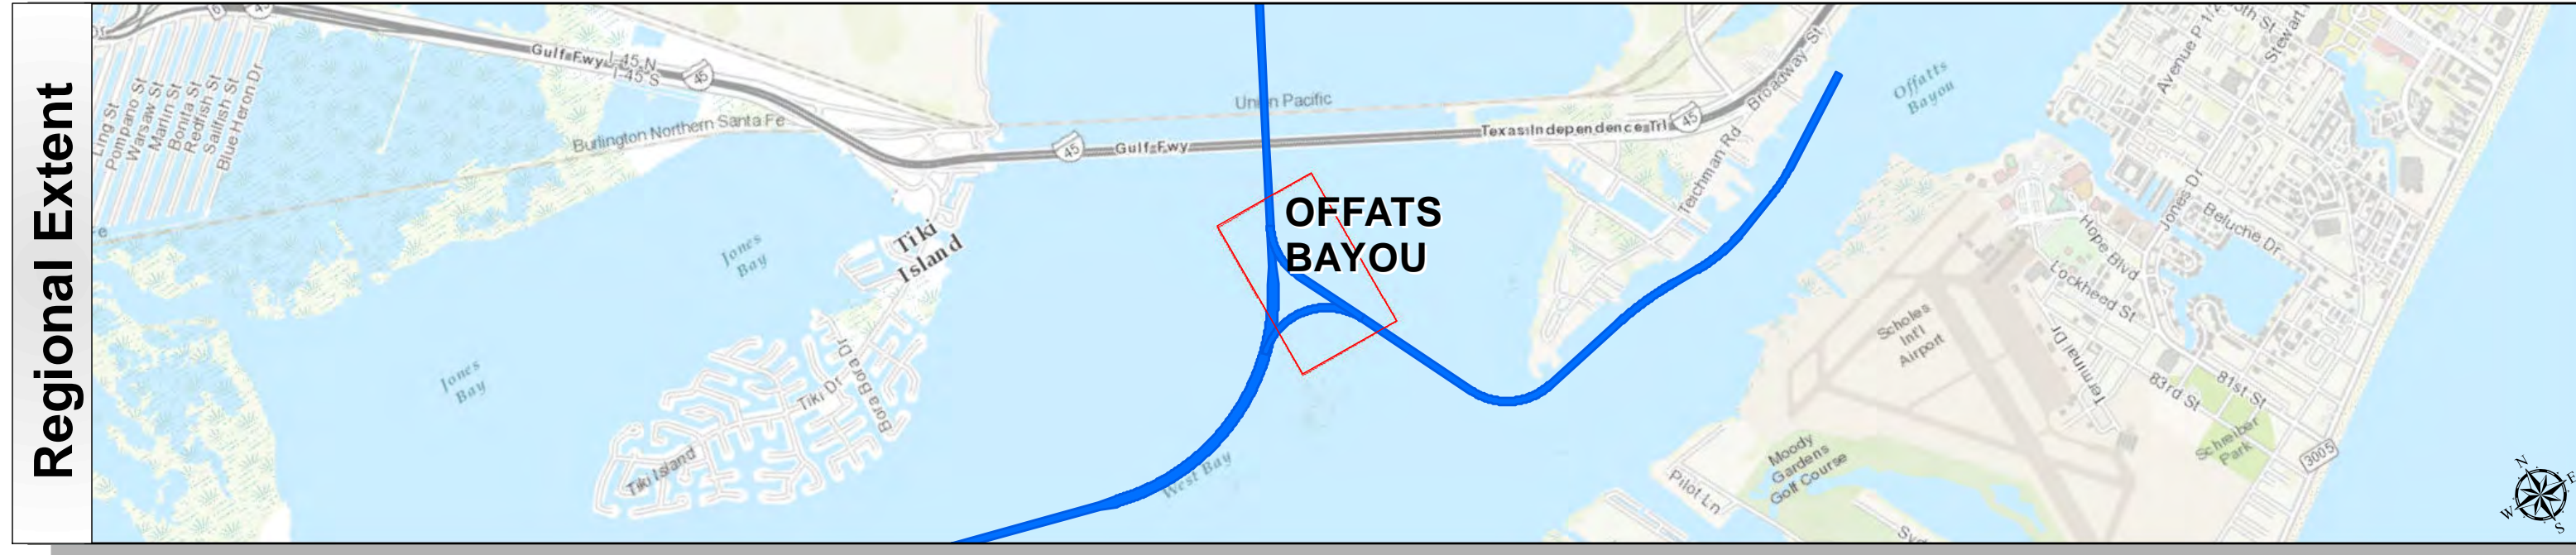 Regional Extent
45
Gulf Fwy
I-45 N
I-45 S
45
Ling St
Pompano St
Warsaw St
Marlin St
Bonita St
Redfish St
Sailfish St
Blue Heron Dr
Burlington Northern Santa Fe
Union Pacific
45
Gulf Fwy
Texas Independence Trl
45
Broadway St
Teichman Rd
Offatts
Bayou
Avenue P 1/2
Stewart
Jones Dr
Beluche Dr
Hope Blvd
Lockheed St
Terminal Dr
83rd St
81st St
Schreiber
Park
3005
Scholes
Int'l
Airport
Moody
Gardens
Golf Course
Pilot Ln
Jones
Bay
Jones
Bay
Tiki
Island
Tiki Dr
Bora Bora Dr
Tiki Island
West Bay
OFFATS
BAYOU
N
E
W
S